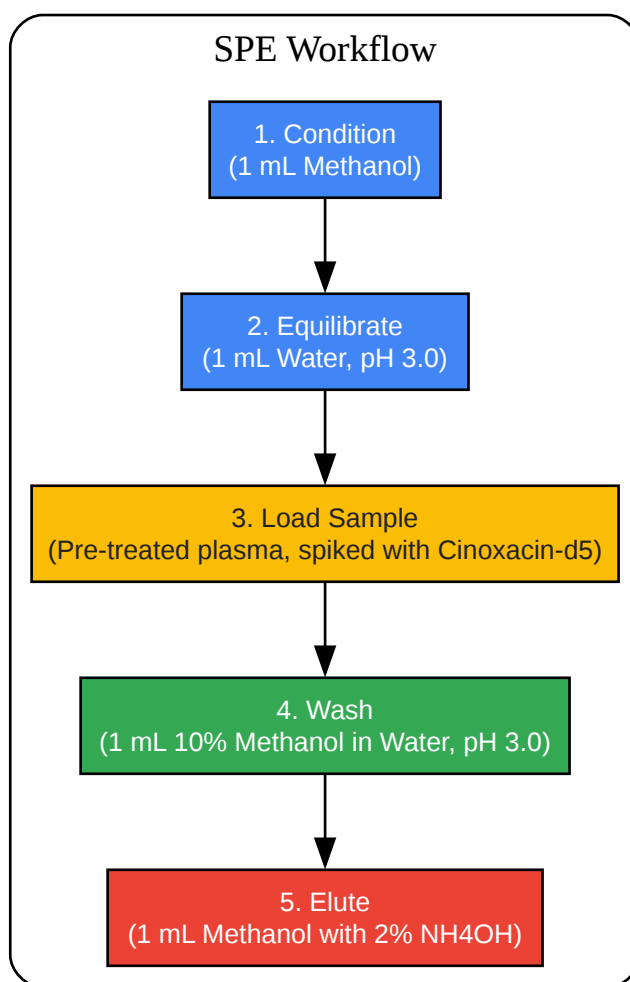 SPE Workflow
1. Condition
(1 mL Methanol)
2. Equilibrate
(1 mL Water, pH 3.0)
3. Load Sample
(Pre-treated plasma, spiked with Cinoxacin-d5)
4. Wash
(1 mL 10% Methanol in Water, pH 3.0)
5. Elute
(1 mL Methanol with 2% NH4OH)